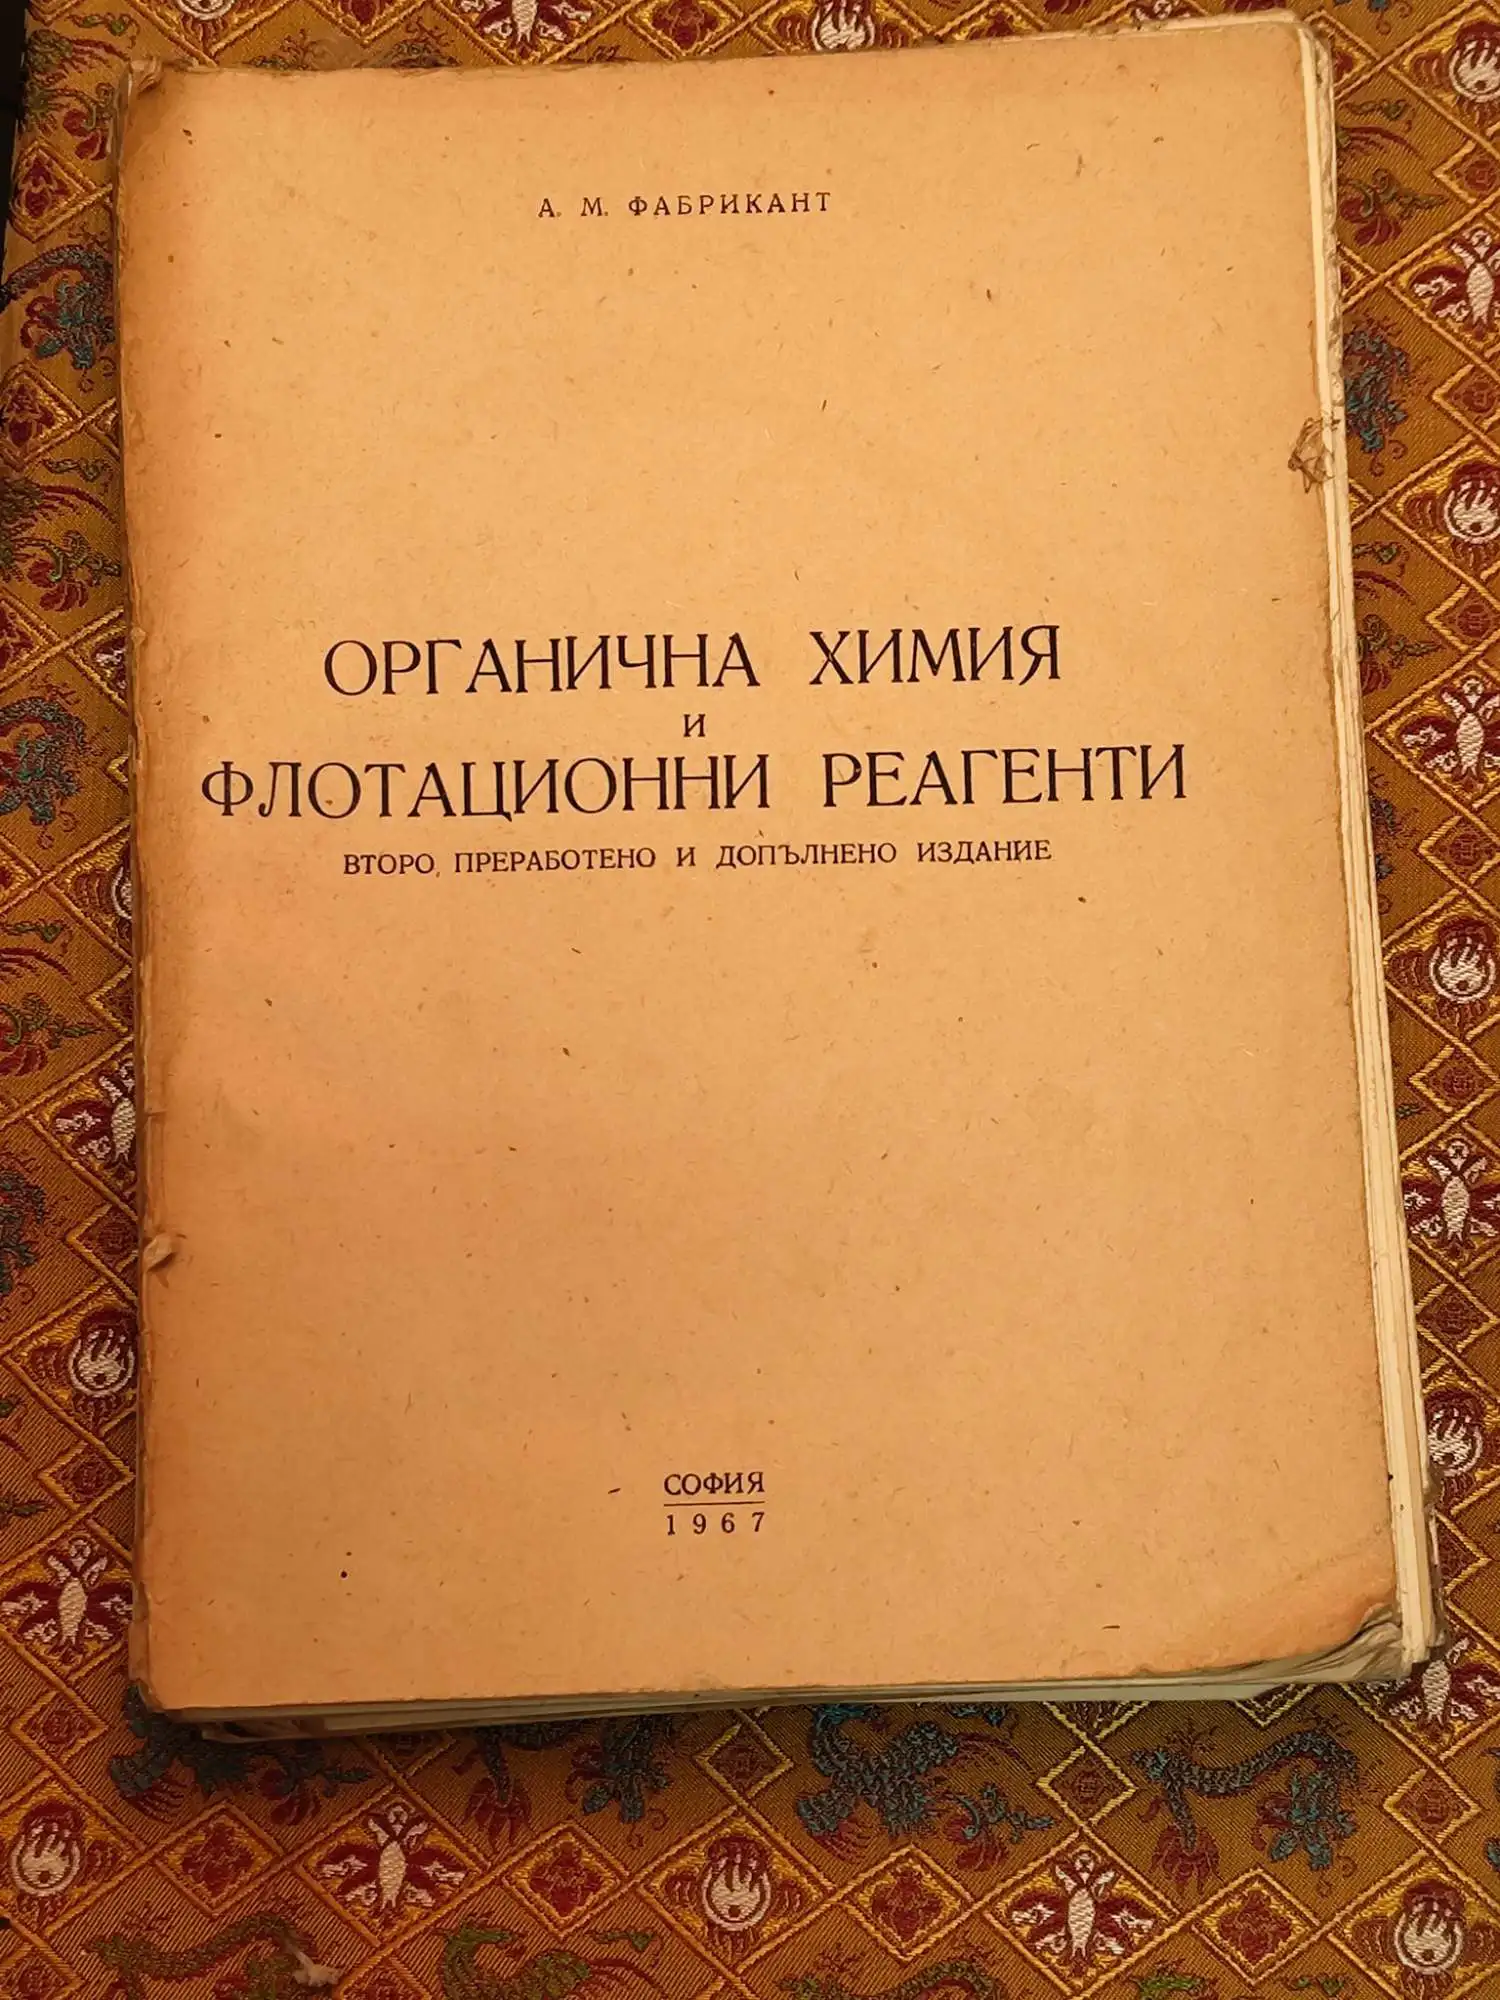 А. М. ФАБРИКАНТ
ОРГАНИЧНА ХИМИЯ
и
ФЛОТАЦИОННИ РЕАГЕНТИ
ВТОРО, ПРЕРАБОТЕНО И ДОПЪЛНЕНО ИЗДАНИЕ
СОФИЯ
1967